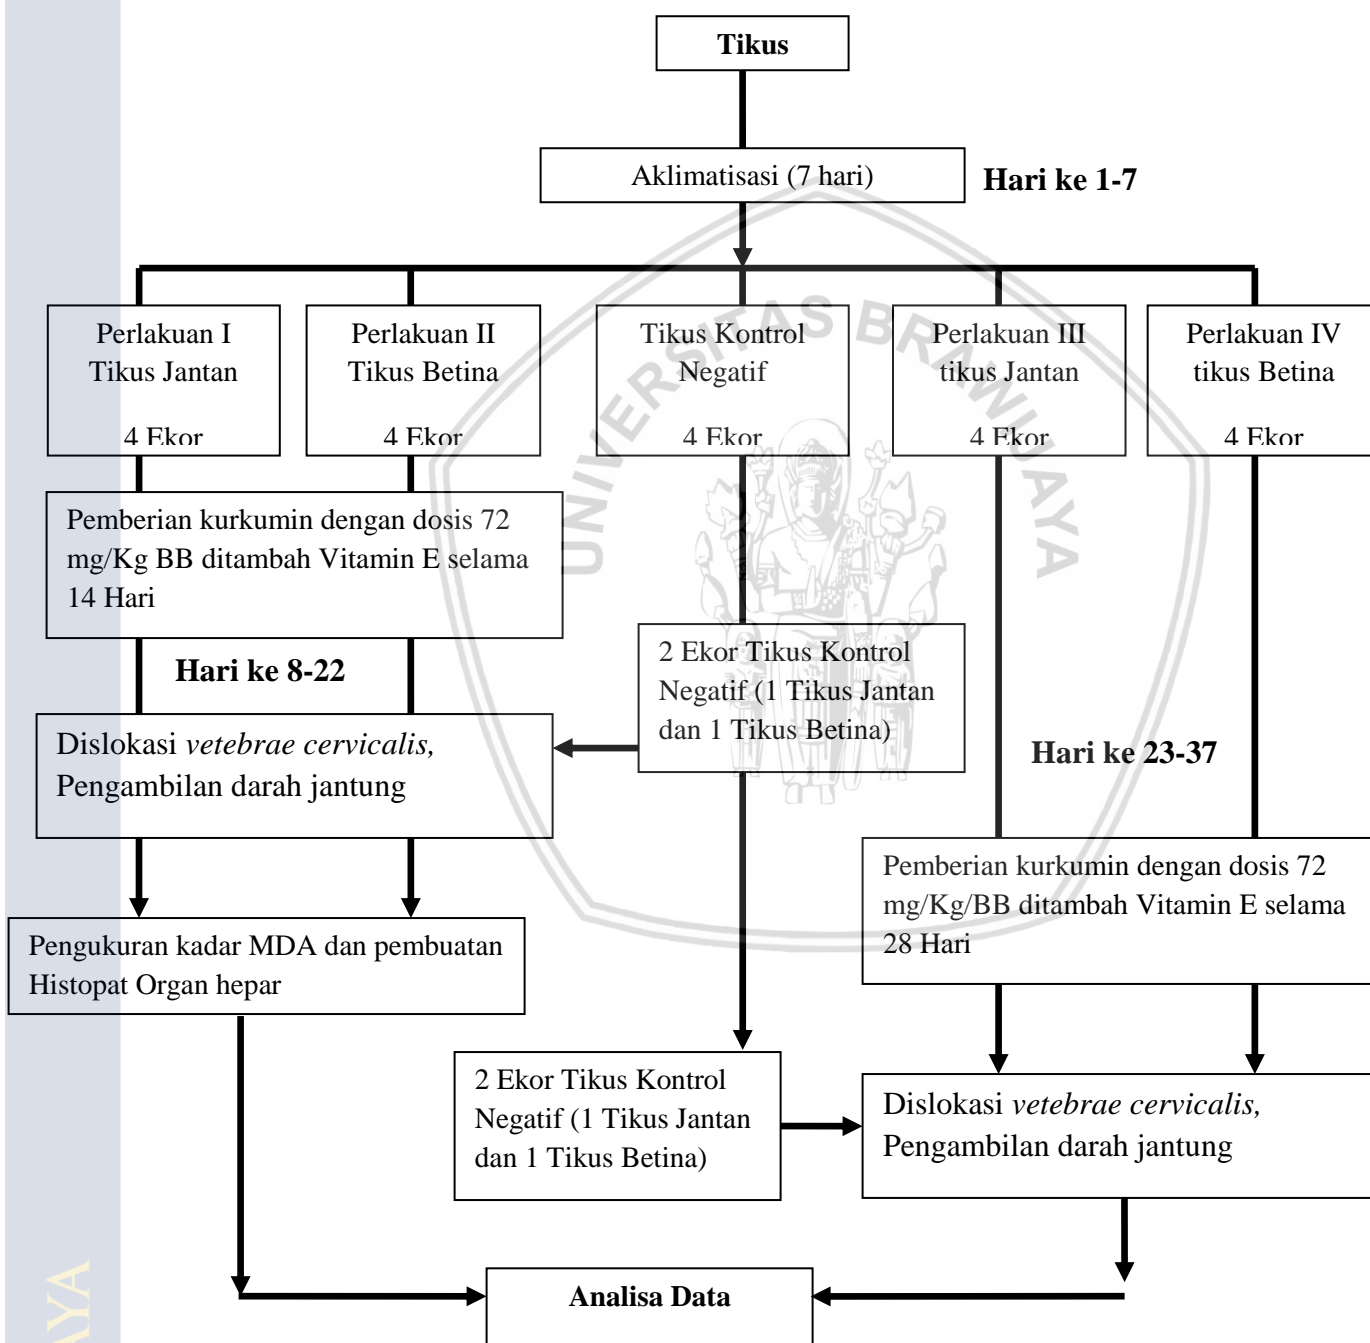 Tikus
Aklimatisasi (7 hari)
Hari ke 1-7
Perlakuan I
Tikus Jantan
4 Ekor
Perlakuan II
Tikus Betina
4 Ekor
Tikus Kontrol
Negatif
4 Ekor
Perlakuan III
tikus Jantan
4 Ekor
Perlakuan IV
tikus Betina
4 Ekor
UNIVERSITAS BRAWIJAYA
Pemberian kurkumin dengan dosis 72
mg/Kg BB ditambah Vitamin E selama
14 Hari
Hari ke 8-22
2 Ekor Tikus Kontrol
Negatif (1 Tikus Jantan
dan 1 Tikus Betina)
Dislokasi vetebrae cervicalis,
Pengambilan darah jantung
Hari ke 23-37
Pemberian kurkumin dengan dosis 72
mg/Kg/BB ditambah Vitamin E selama
28 Hari
Pengukuran kadar MDA dan pembuatan
Histopat Organ hepar
2 Ekor Tikus Kontrol
Negatif (1 Tikus Jantan
dan 1 Tikus Betina)
Dislokasi vetebrae cervicalis,
Pengambilan darah jantung
Analisa Data
AYA